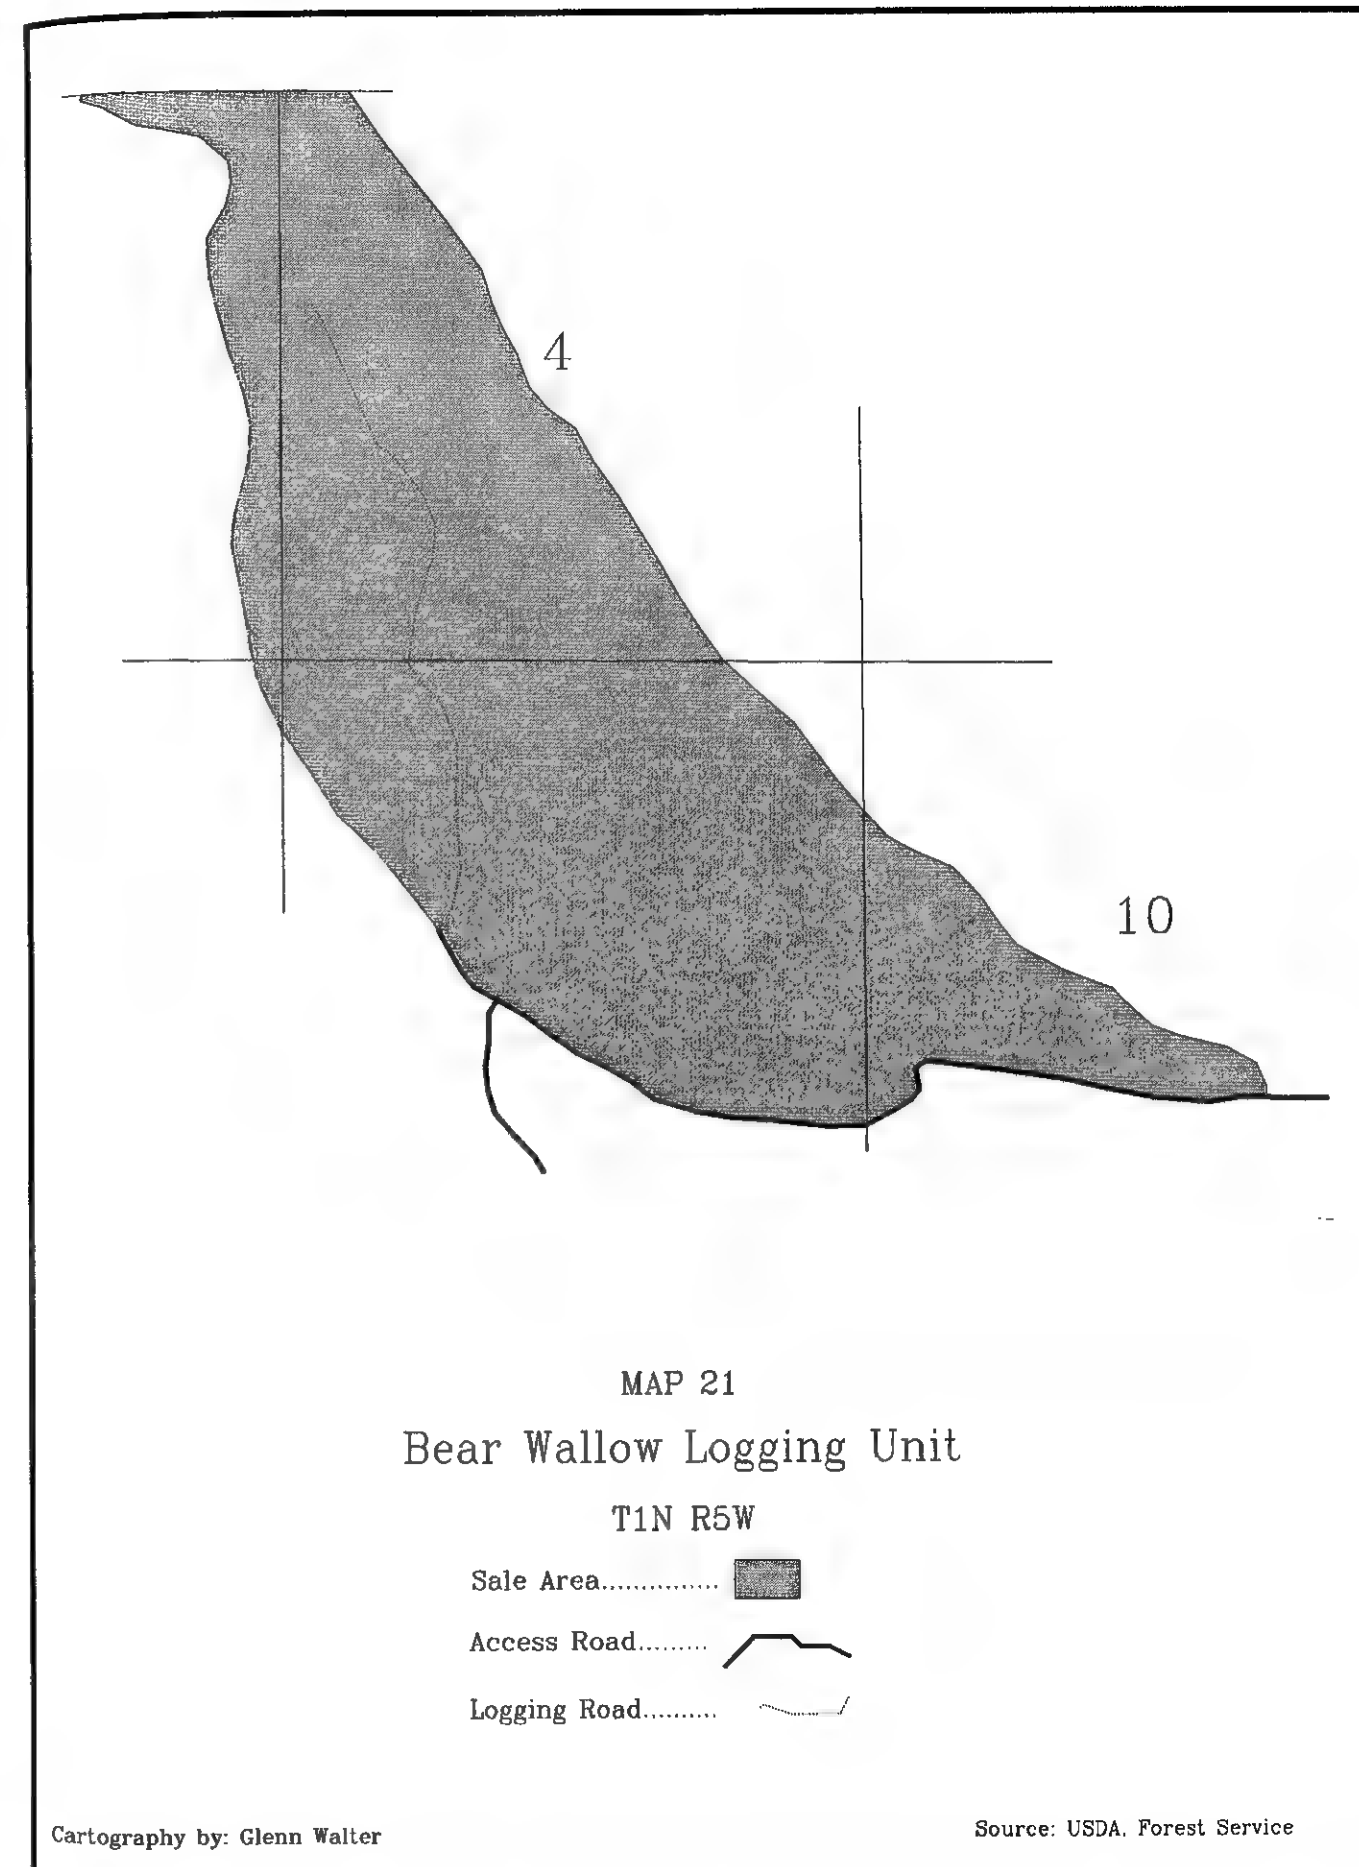 4
10
MAP 21
Bear Wallow Logging Unit
T1N R5W
Sale Area..............
Access Road.........
Logging Road..........
Cartography by: Glenn Walter
Source: USDA, Forest Service